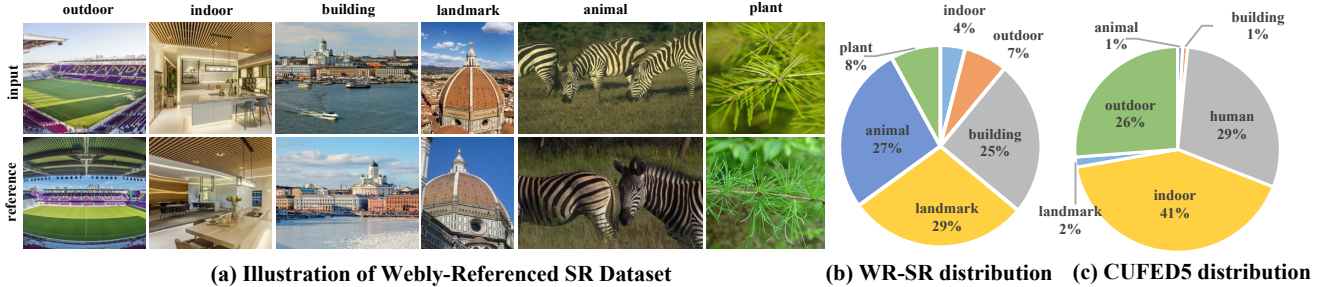 outdoor
indoor
building
landmark
animal
plant
input
reference
(a) Illustration of Webly-Referenced SR Dataset
indoor
4%
outdoor
7%
building
25%
landmark
29%
animal
27%
plant
8%
(b) WR-SR distribution
animal
1%
building
1%
human
29%
indoor
41%
landmark
2%
outdoor
26%
(c) CUFED5 distribution